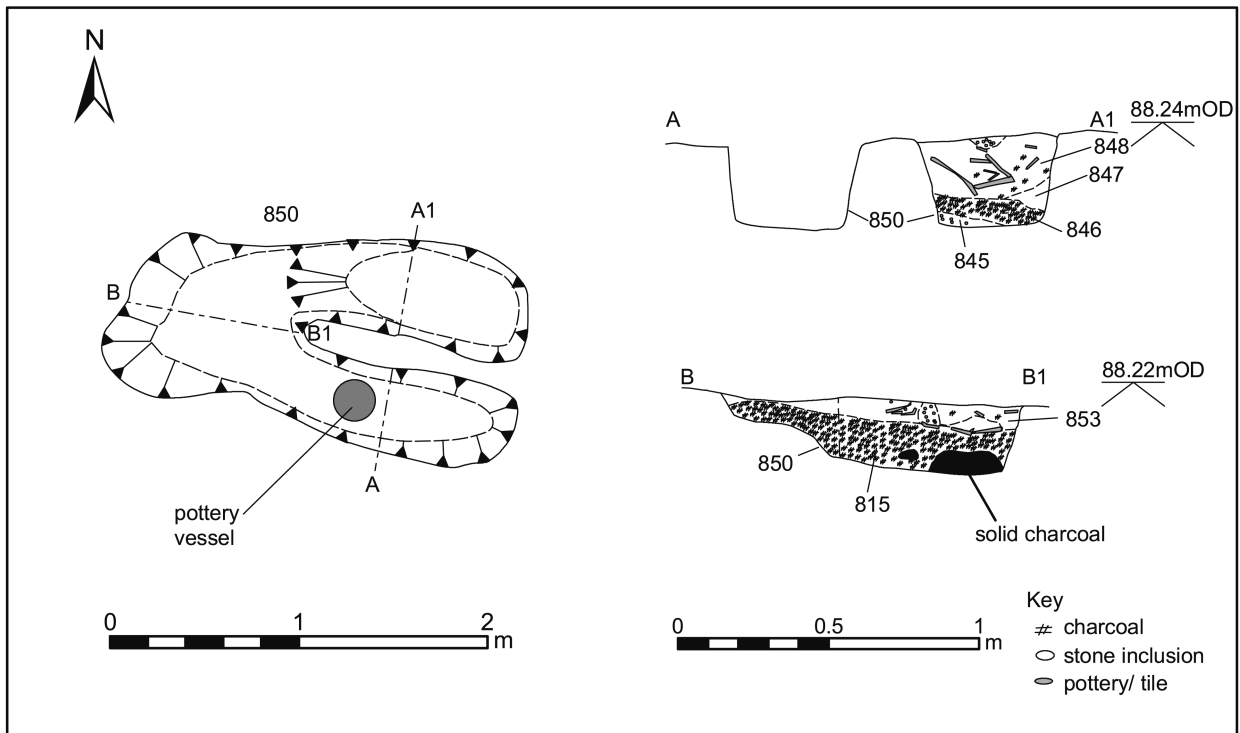 N
850
A1
B
B1
A
pottery
vessel
0 1 2
m
A A1 88.24mOD
848
847
850
846
845
B B1 88.22mOD
853
850
815
solid charcoal
0 0.5 1
m
Key
charcoal
stone inclusion
pottery/ tile